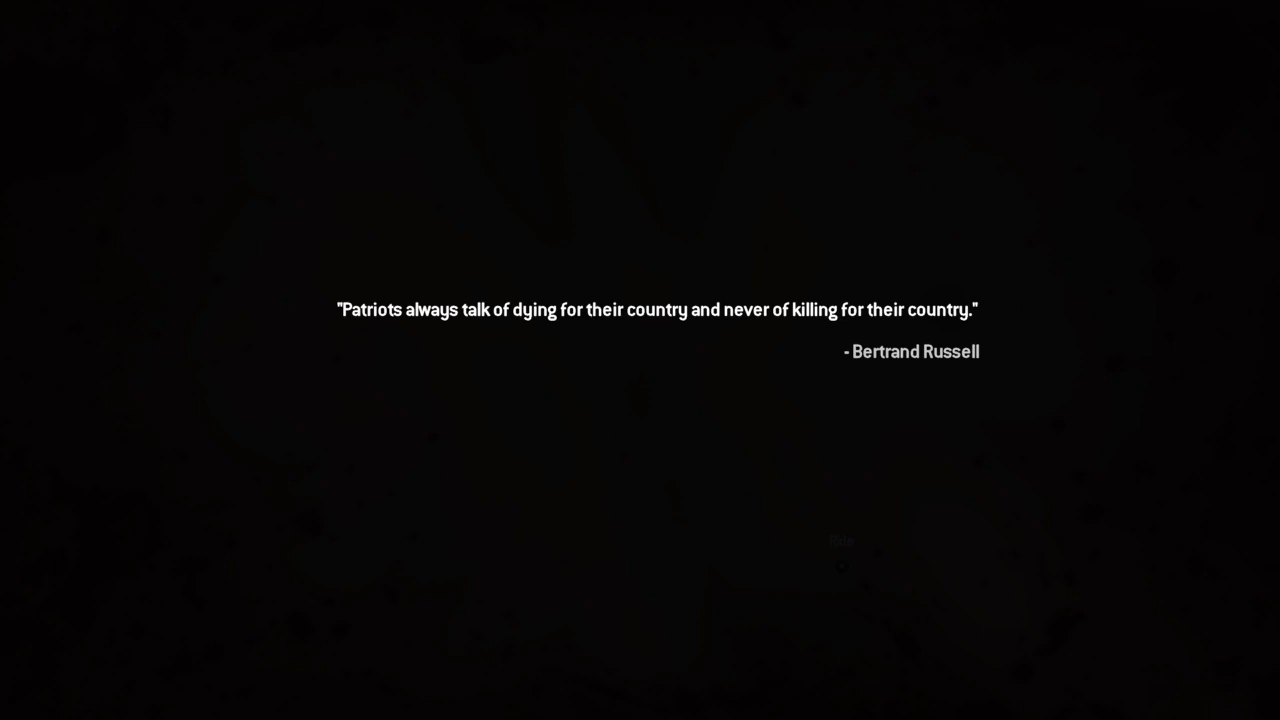 "Patriots always talk of dying for their country and never of killing for their country."
- Bertrand Russell